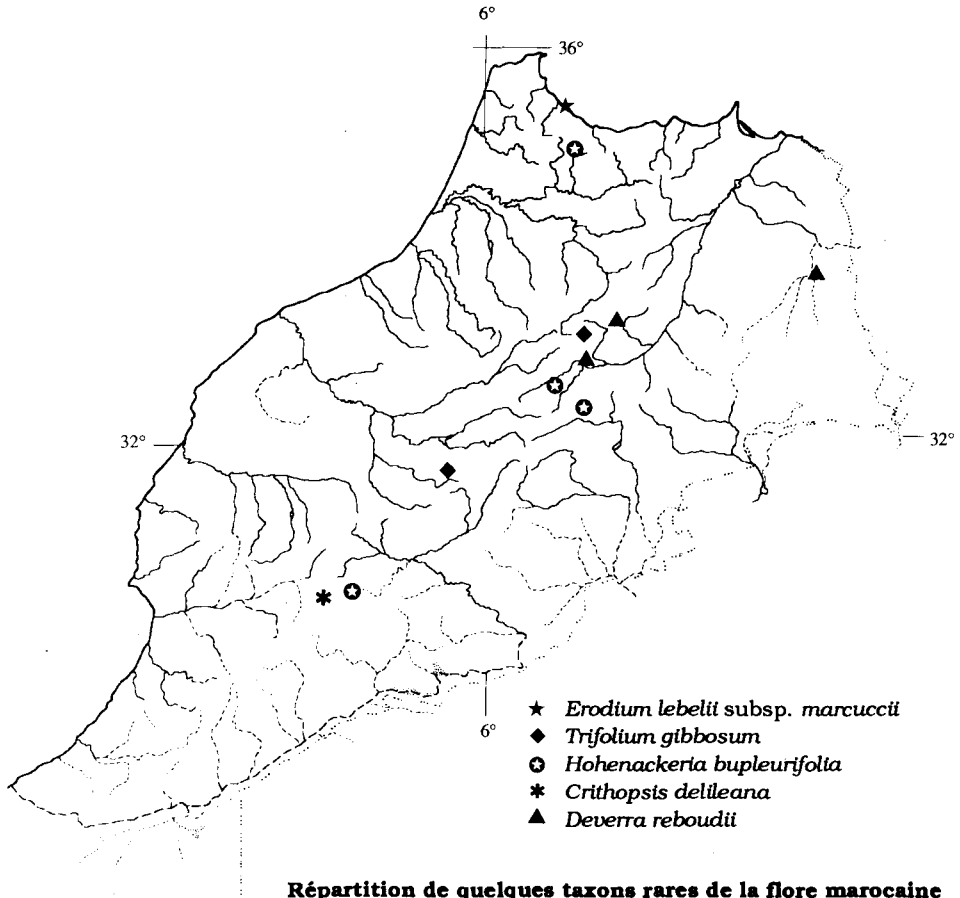 6°
36°
32°
32°
6°
★ Erodium lebelii subsp. marcuccii
◆ Trifolium gibbosum
✪ Hohenackeria bupleurifolia
✱ Crithopsis delileana
▲ Deverra reboudii
Répartition de quelques taxons rares de la flore marocaine